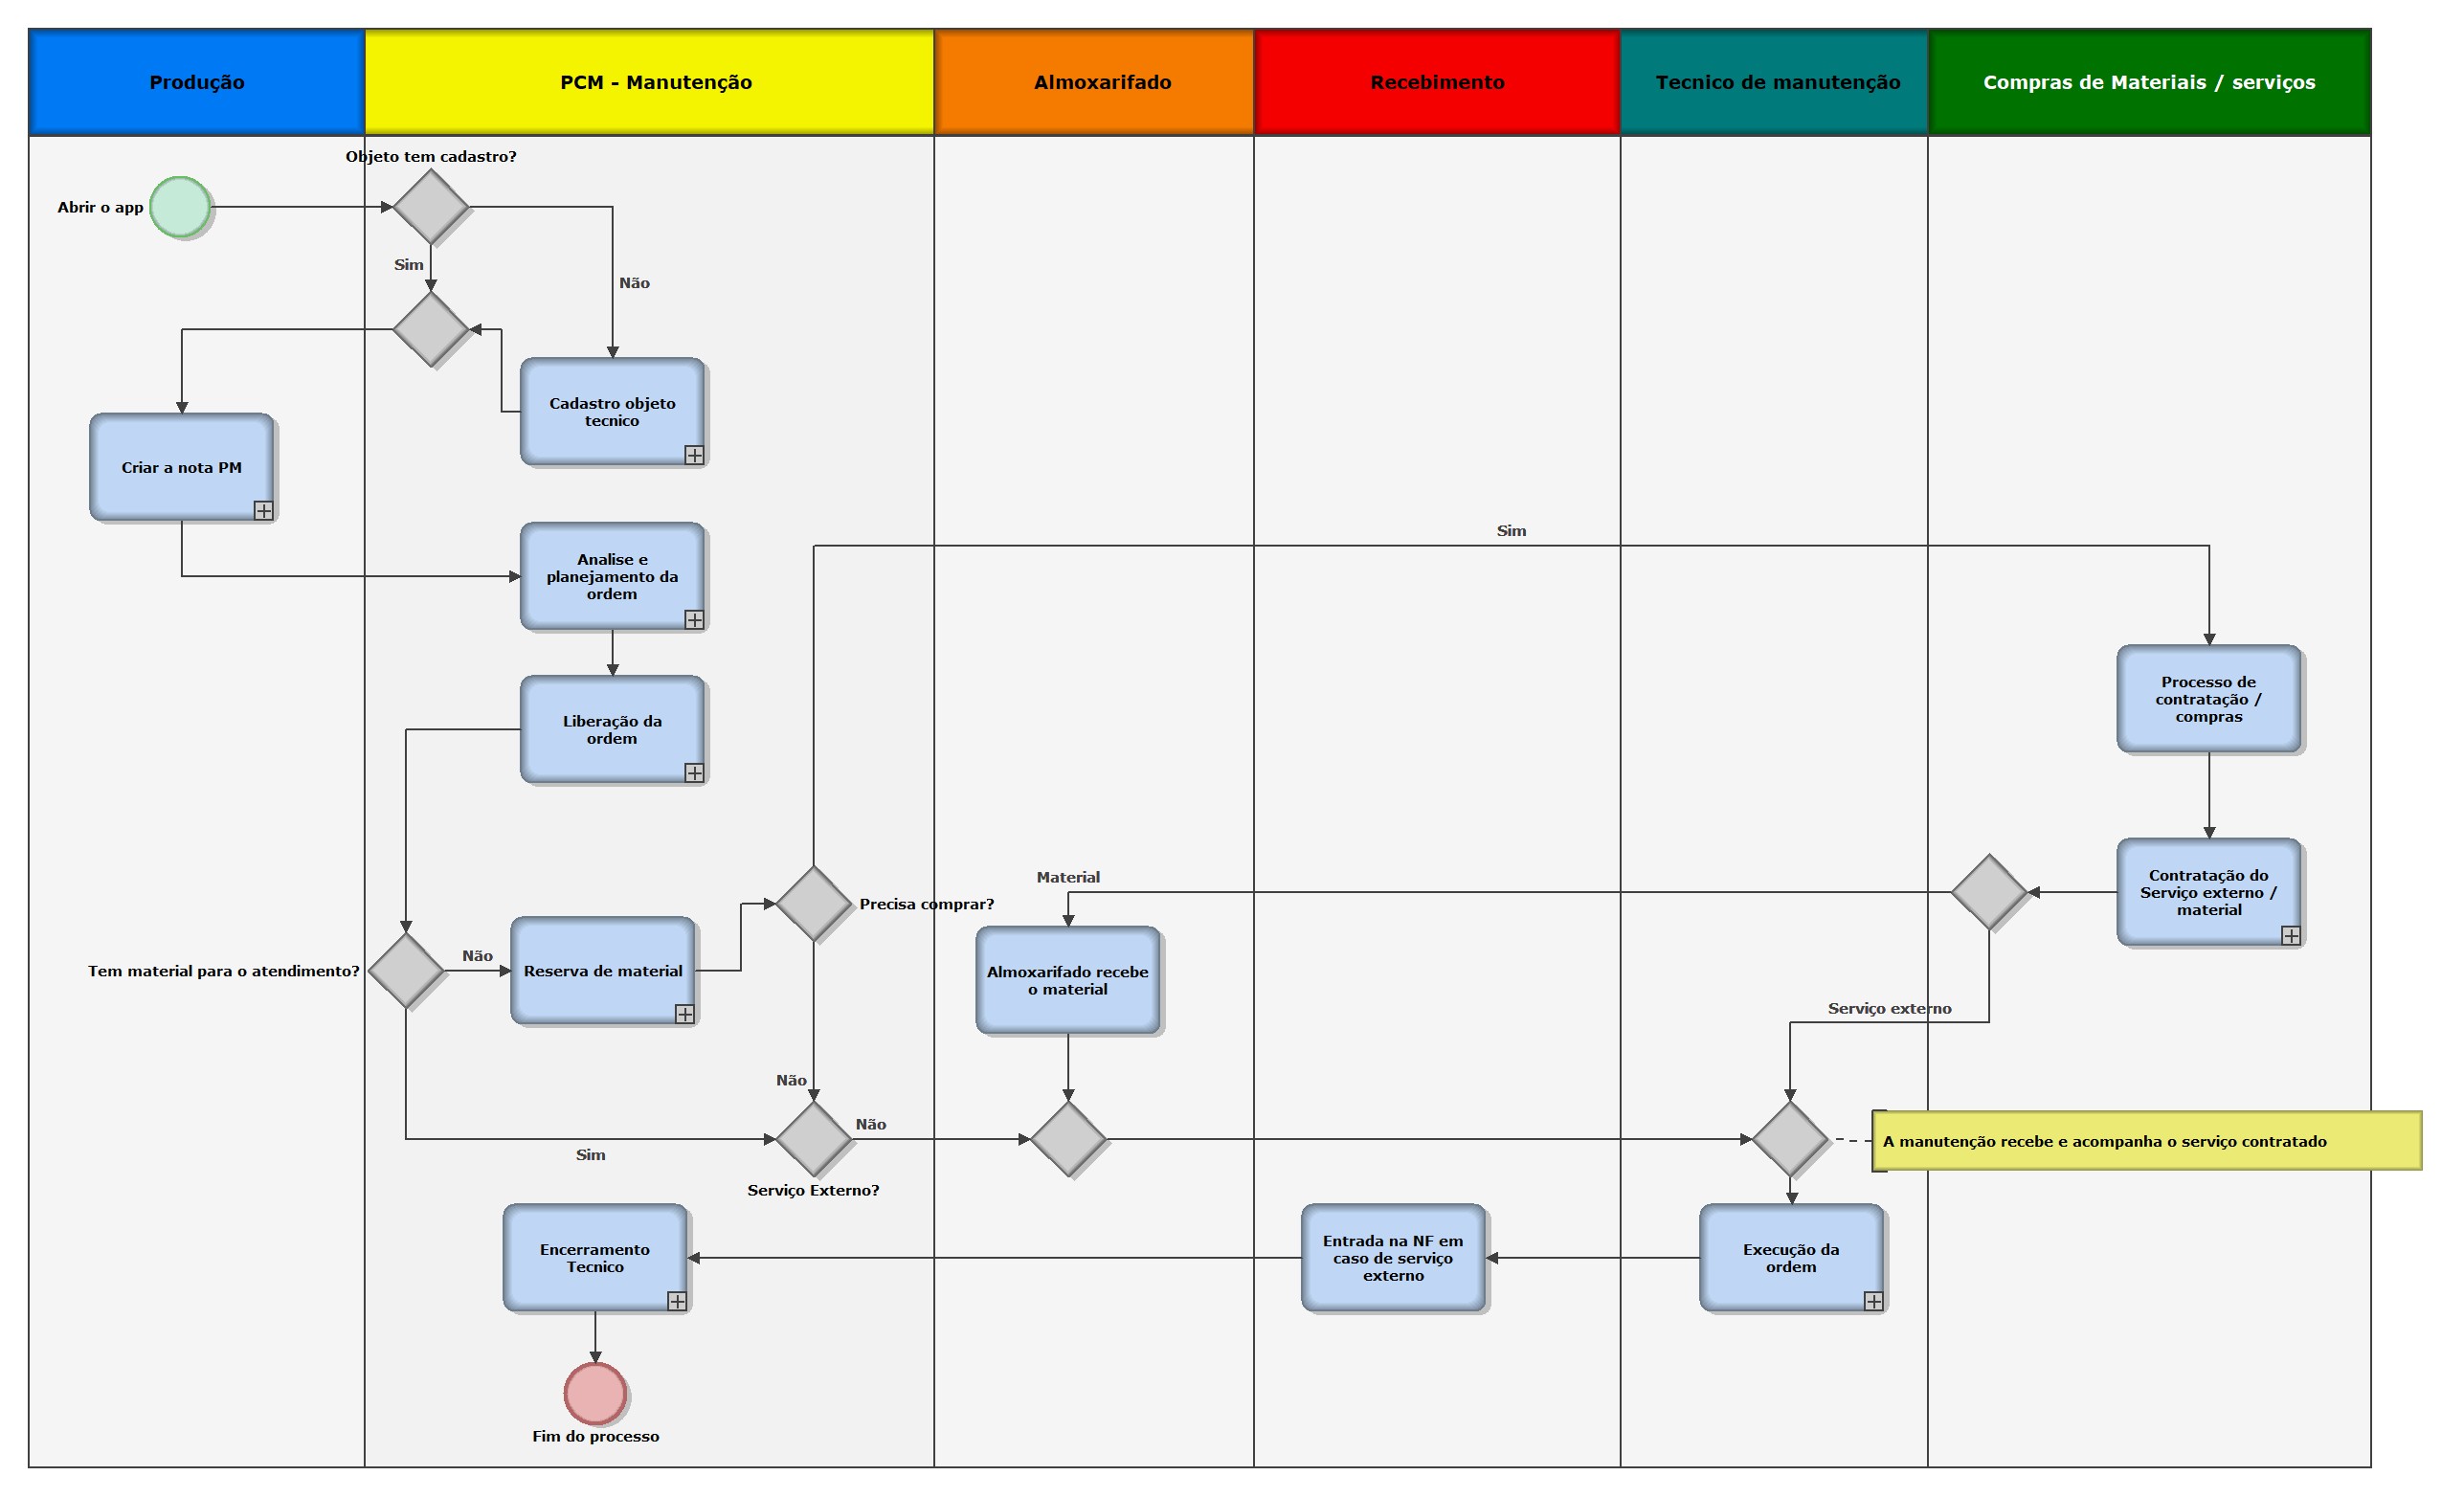 Produção
PCM - Manutenção
Almoxarifado
Recebimento
Tecnico de manutenção
Compras de Materiais / serviços
Objeto tem cadastro?
Abrir o app
Sim
Não
Cadastro objeto
tecnico
Criar a nota PM
Sim
Analise e
planejamento da
ordem
Processo de
contratação /
compras
Liberação da
ordem
Material
Precisa comprar?
Contratação do
Serviço externo /
material
Não
Tem material para o atendimento?
Reserva de material
Almoxarifado recebe
o material
Serviço externo
Não
Não
Sim
A manutenção recebe e acompanha o serviço contratado
Serviço Externo?
Encerramento
Tecnico
Entrada na NF em
caso de serviço
externo
Execução da
ordem
Fim do processo